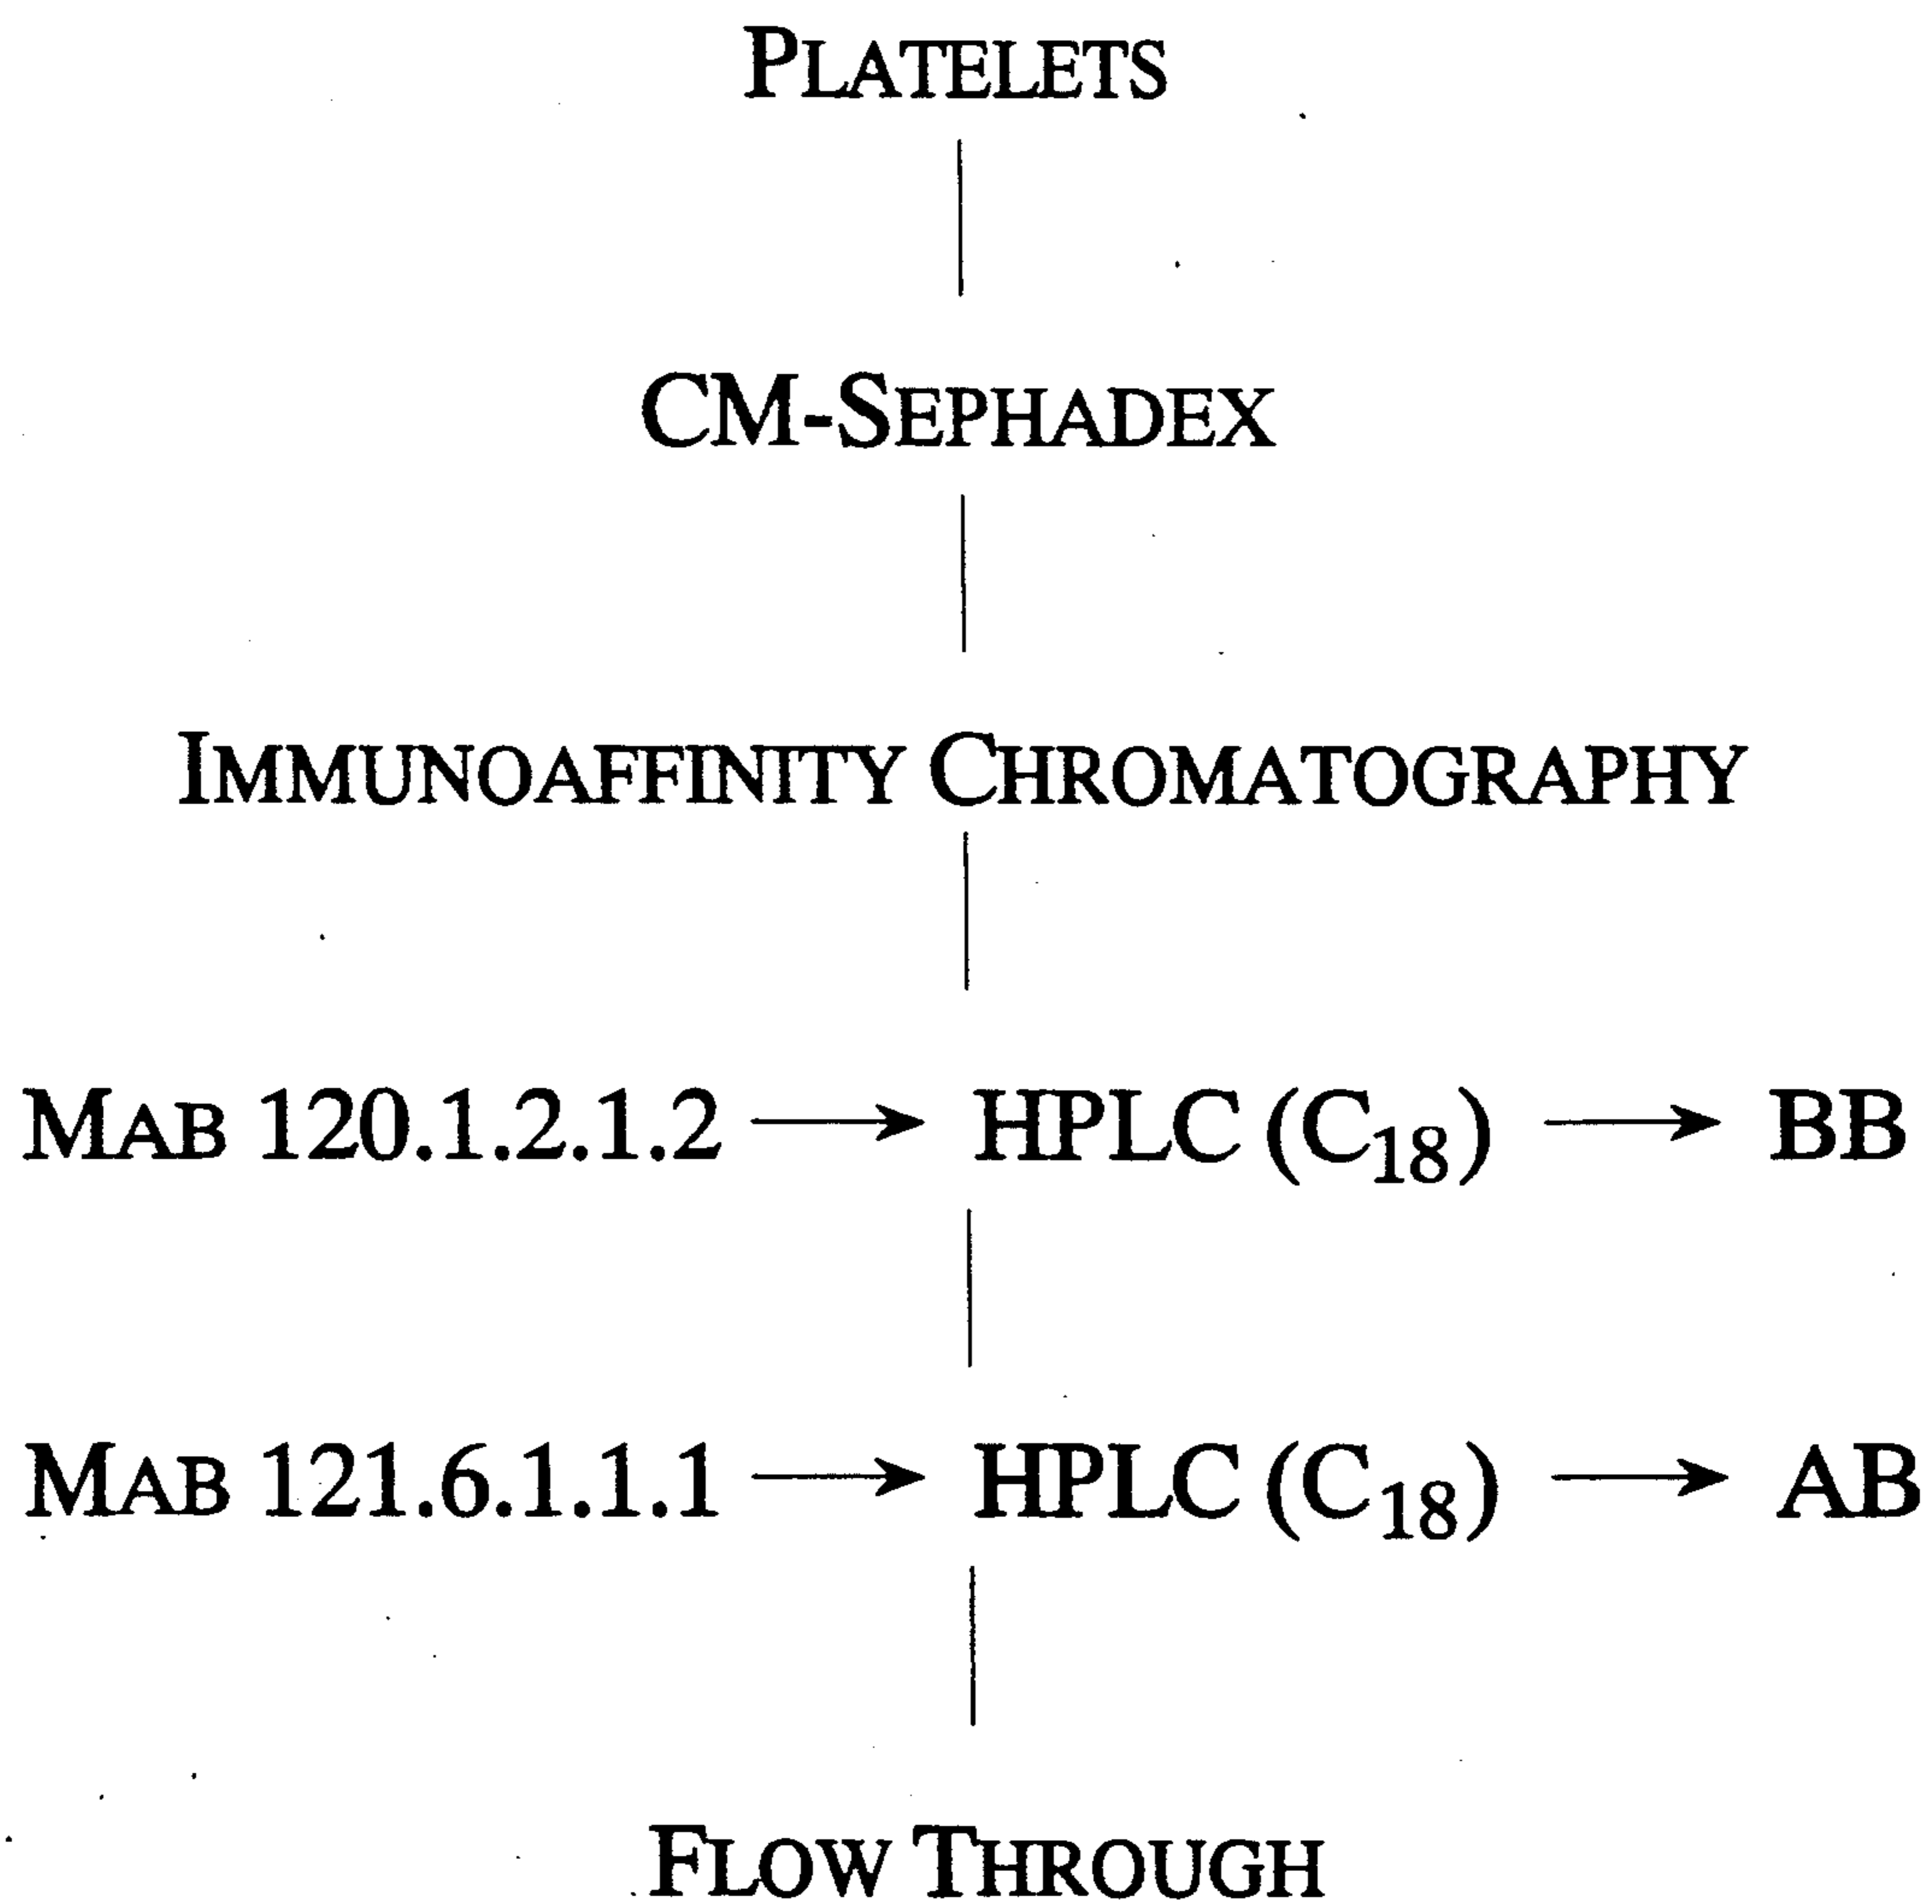 PLATELETS
CM-SEPHADEX
IMMUNOAFFINITY CHROMATOGRAPHY
MAB 120.1.2.1.2 → HPLC (C₁₈) → BB
MAB 121.6.1.1.1 → HPLC (C₁₈) → AB
FLOW THROUGH